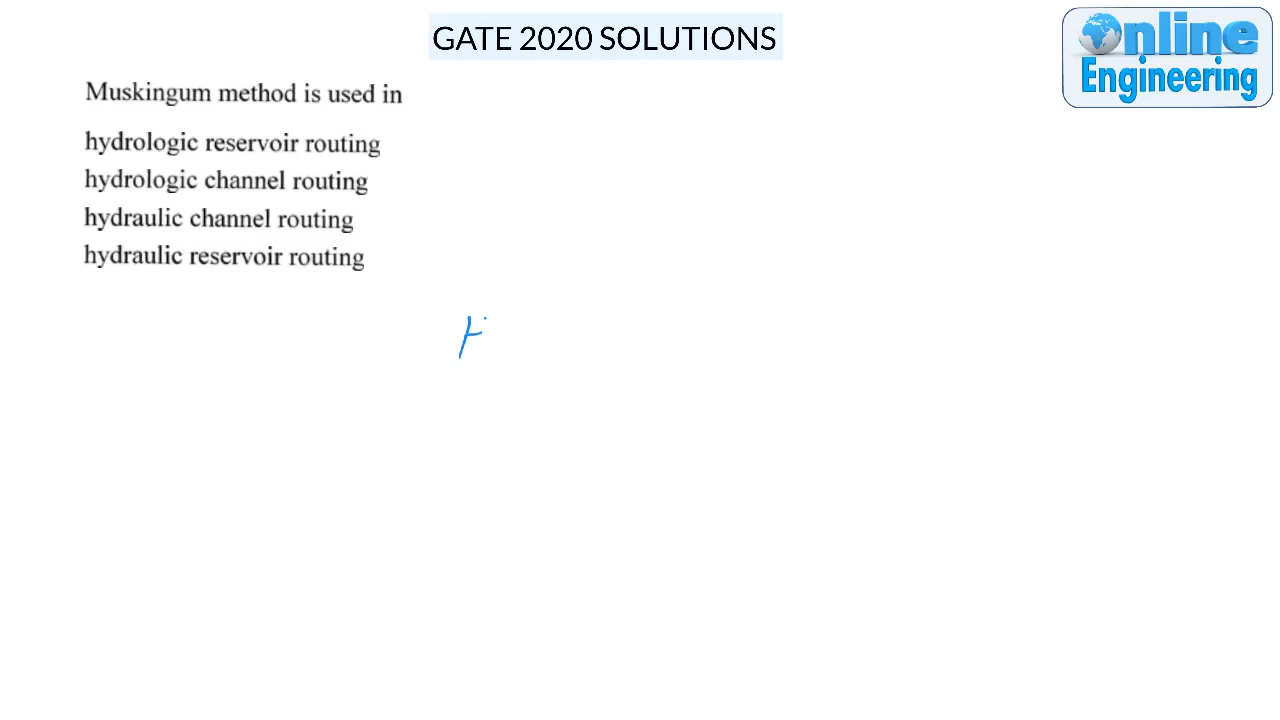 GATE 2020 SOLUTIONS
Online
Engineering
Muskingum method is used in
hydrologic reservoir routing
hydrologic channel routing
hydraulic channel routing
hydraulic reservoir routing